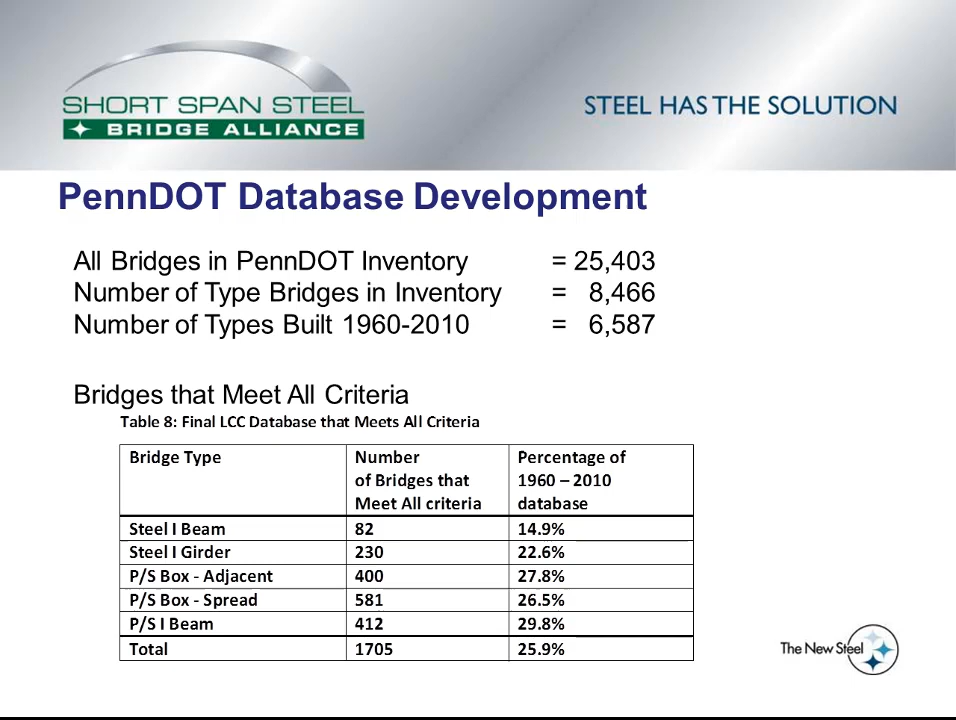 SHORT SPAN STEEL
BRIDGE ALLIANCE
STEEL HAS THE SOLUTION
PennDOT Database Development
All Bridges in PennDOT Inventory = 25,403
Number of Type Bridges in Inventory = 8,466
Number of Types Built 1960-2010 = 6,587
Bridges that Meet All Criteria
Table 8: Final LCC Database that Meets All Criteria
Bridge Type Number Percentage of
of Bridges that 1960 – 2010
Meet All criteria database
Steel I Beam 82 14.9%
Steel I Girder 230 22.6%
P/S Box - Adjacent 400 27.8%
P/S Box - Spread 581 26.5%
P/S I Beam 412 29.8%
Total 1705 25.9%
The New Steel